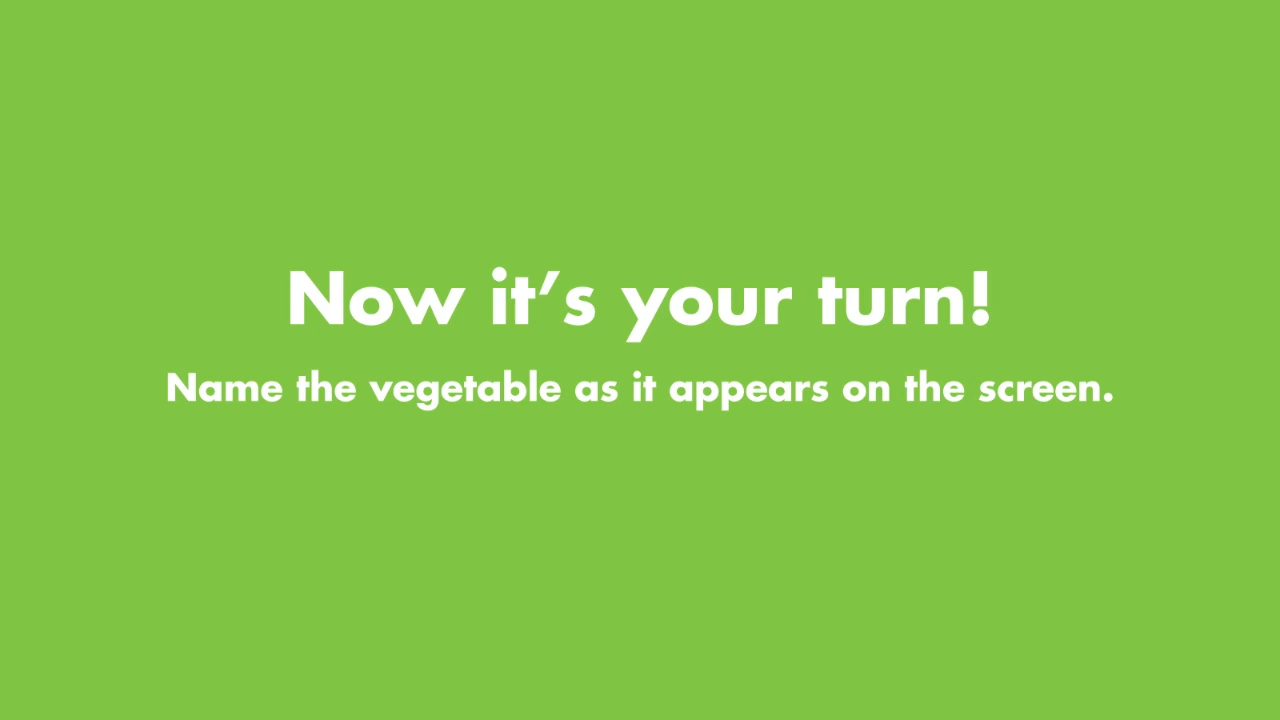 Now it’s your turn!
Name the vegetable as it appears on the screen.